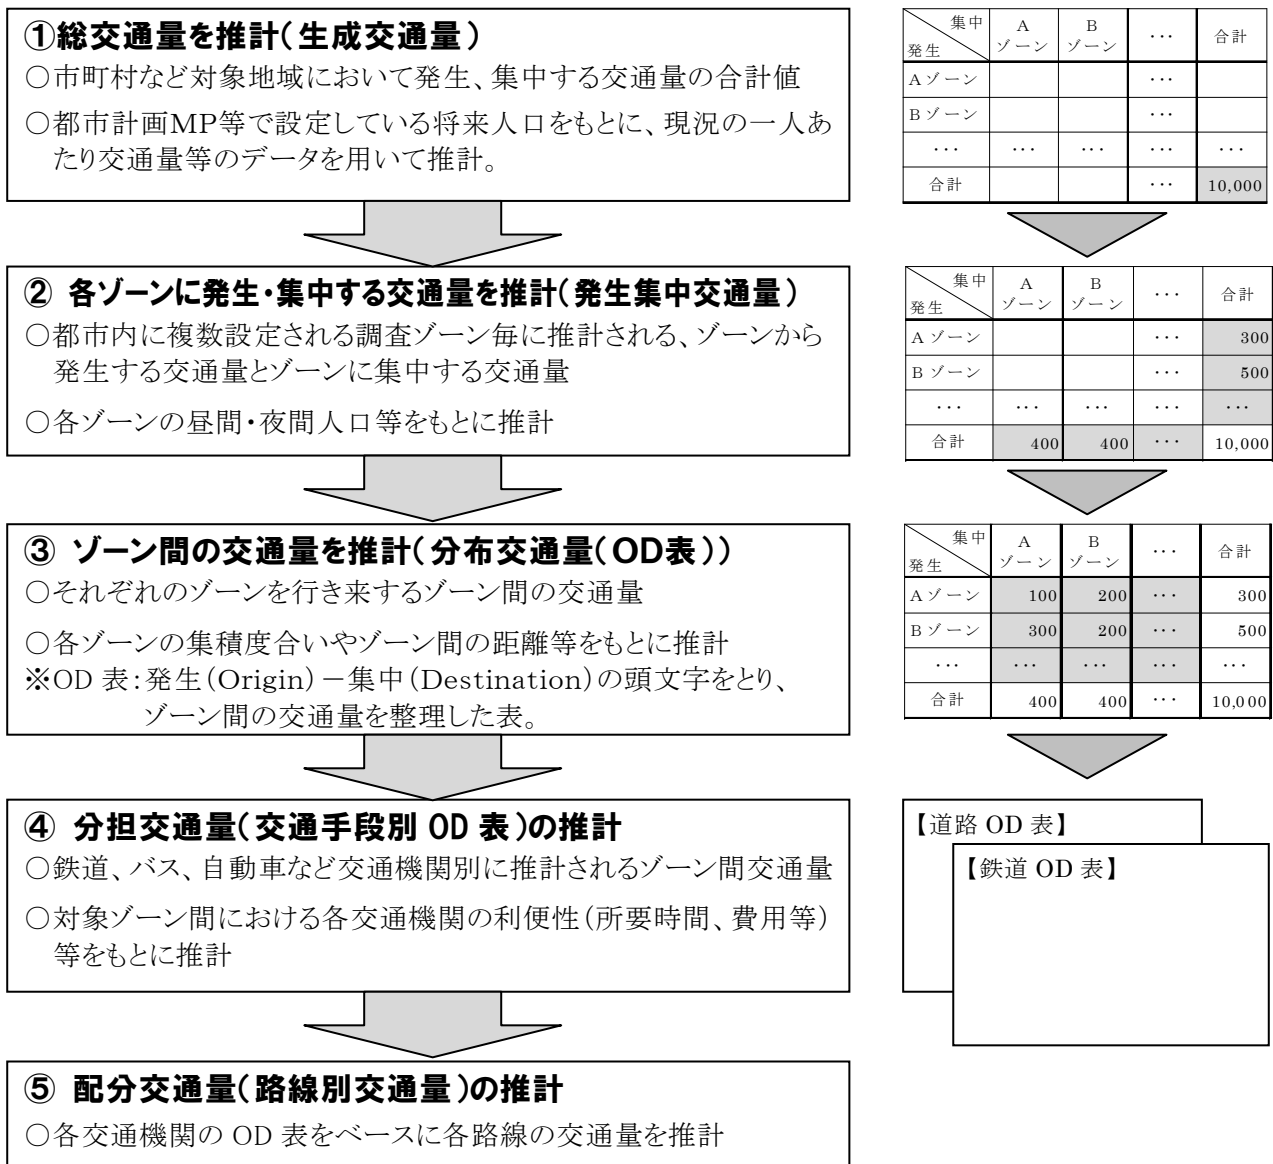 ①総交通量を推計（生成交通量）
○市町村など対象地域において発生、集中する交通量の合計値
○都市計画MP等で設定している将来人口をもとに、現況の一人あ
たり交通量等のデータを用いて推計。
集中
発生
A
ゾーン
B
ゾーン
･･･
合計
Aゾーン
･･･
Bゾーン
･･･
･･･ ･･･ ･･･ ･･･ ･･･
合計 ･･･ 10,000
② 各ゾーンに発生・集中する交通量を推計（発生集中交通量）
○都市内に複数設定される調査ゾーン毎に推計される、ゾーンから
発生する交通量とゾーンに集中する交通量
○各ゾーンの昼間・夜間人口等をもとに推計
集中
発生
A
ゾーン
B
ゾーン
･･･
合計
Aゾーン ･･･ 300
Bゾーン ･･･ 500
･･･ ･･･ ･･･ ･･･ ･･･
合計 400 400 ･･･ 10,000
③ ゾーン間の交通量を推計（分布交通量（OD表））
○それぞれのゾーンを行き来するゾーン間の交通量
○各ゾーンの集積度合いやゾーン間の距離等をもとに推計
※OD 表：発生（Origin）－集中（Destination）の頭文字をとり、
ゾーン間の交通量を整理した表。
集中
発生
A
ゾーン
B
ゾーン
･･･
合計
Aゾーン 100 200 ･･･ 300
Bゾーン 300 200 ･･･ 500
･･･ ･･･ ･･･ ･･･ ･･･
合計 400 400 ･･･ 10,000
④ 分担交通量（交通手段別 OD 表）の推計
○鉄道、バス、自動車など交通機関別に推計されるゾーン間交通量
○対象ゾーン間における各交通機関の利便性（所要時間、費用等）
等をもとに推計
【道路 OD 表】
【鉄道 OD 表】
⑤ 配分交通量（路線別交通量）の推計
○各交通機関の OD 表をベースに各路線の交通量を推計